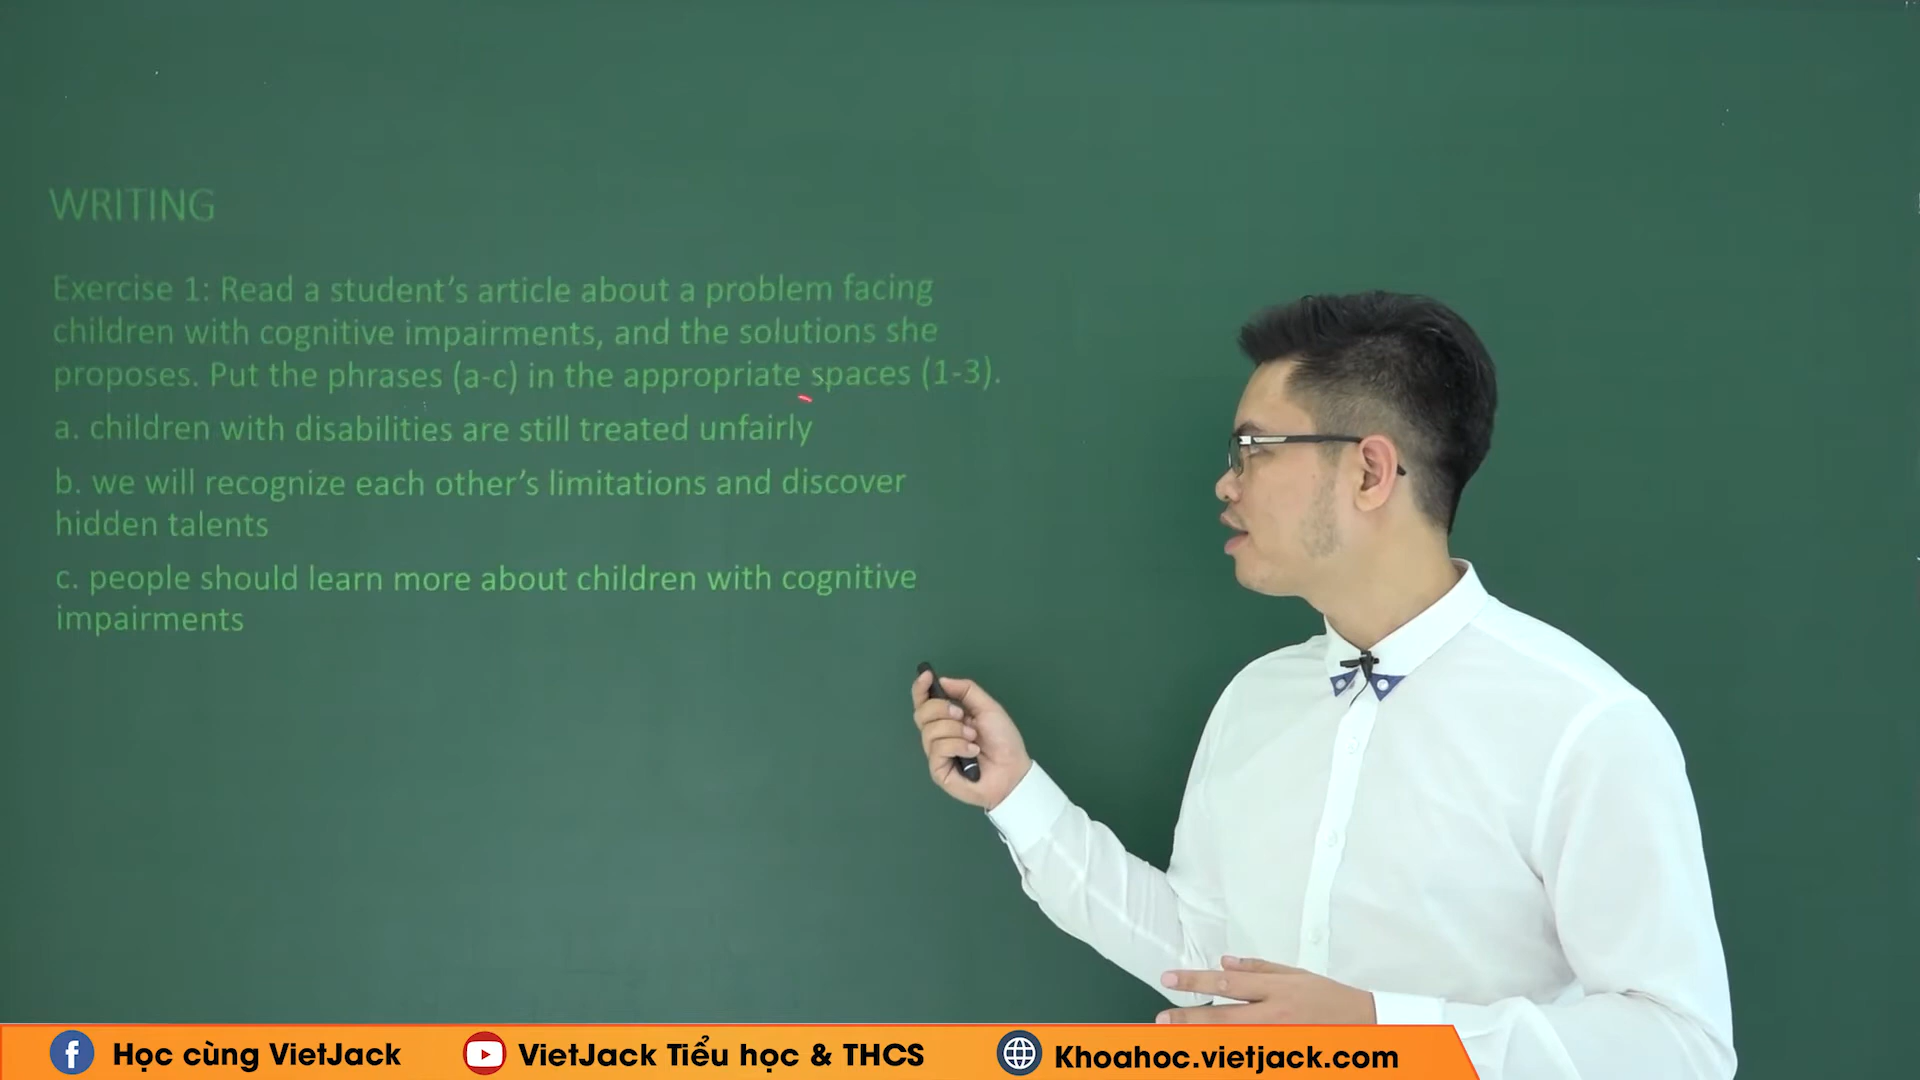 WRITING
Exercise 1: Read a student's article about a problem facing
children with cognitive impairments, and the solutions she
proposes. Put the phrases (a-c) in the appropriate spaces (1-3).
a. children with disabilities are still treated unfairly
b. we will recognize each other's limitations and discover
hidden talents
c. people should learn more about children with cognitive
impairments
Học cùng VietJack
VietJack Tiểu học & THCS
Khoahoc.vietjack.com